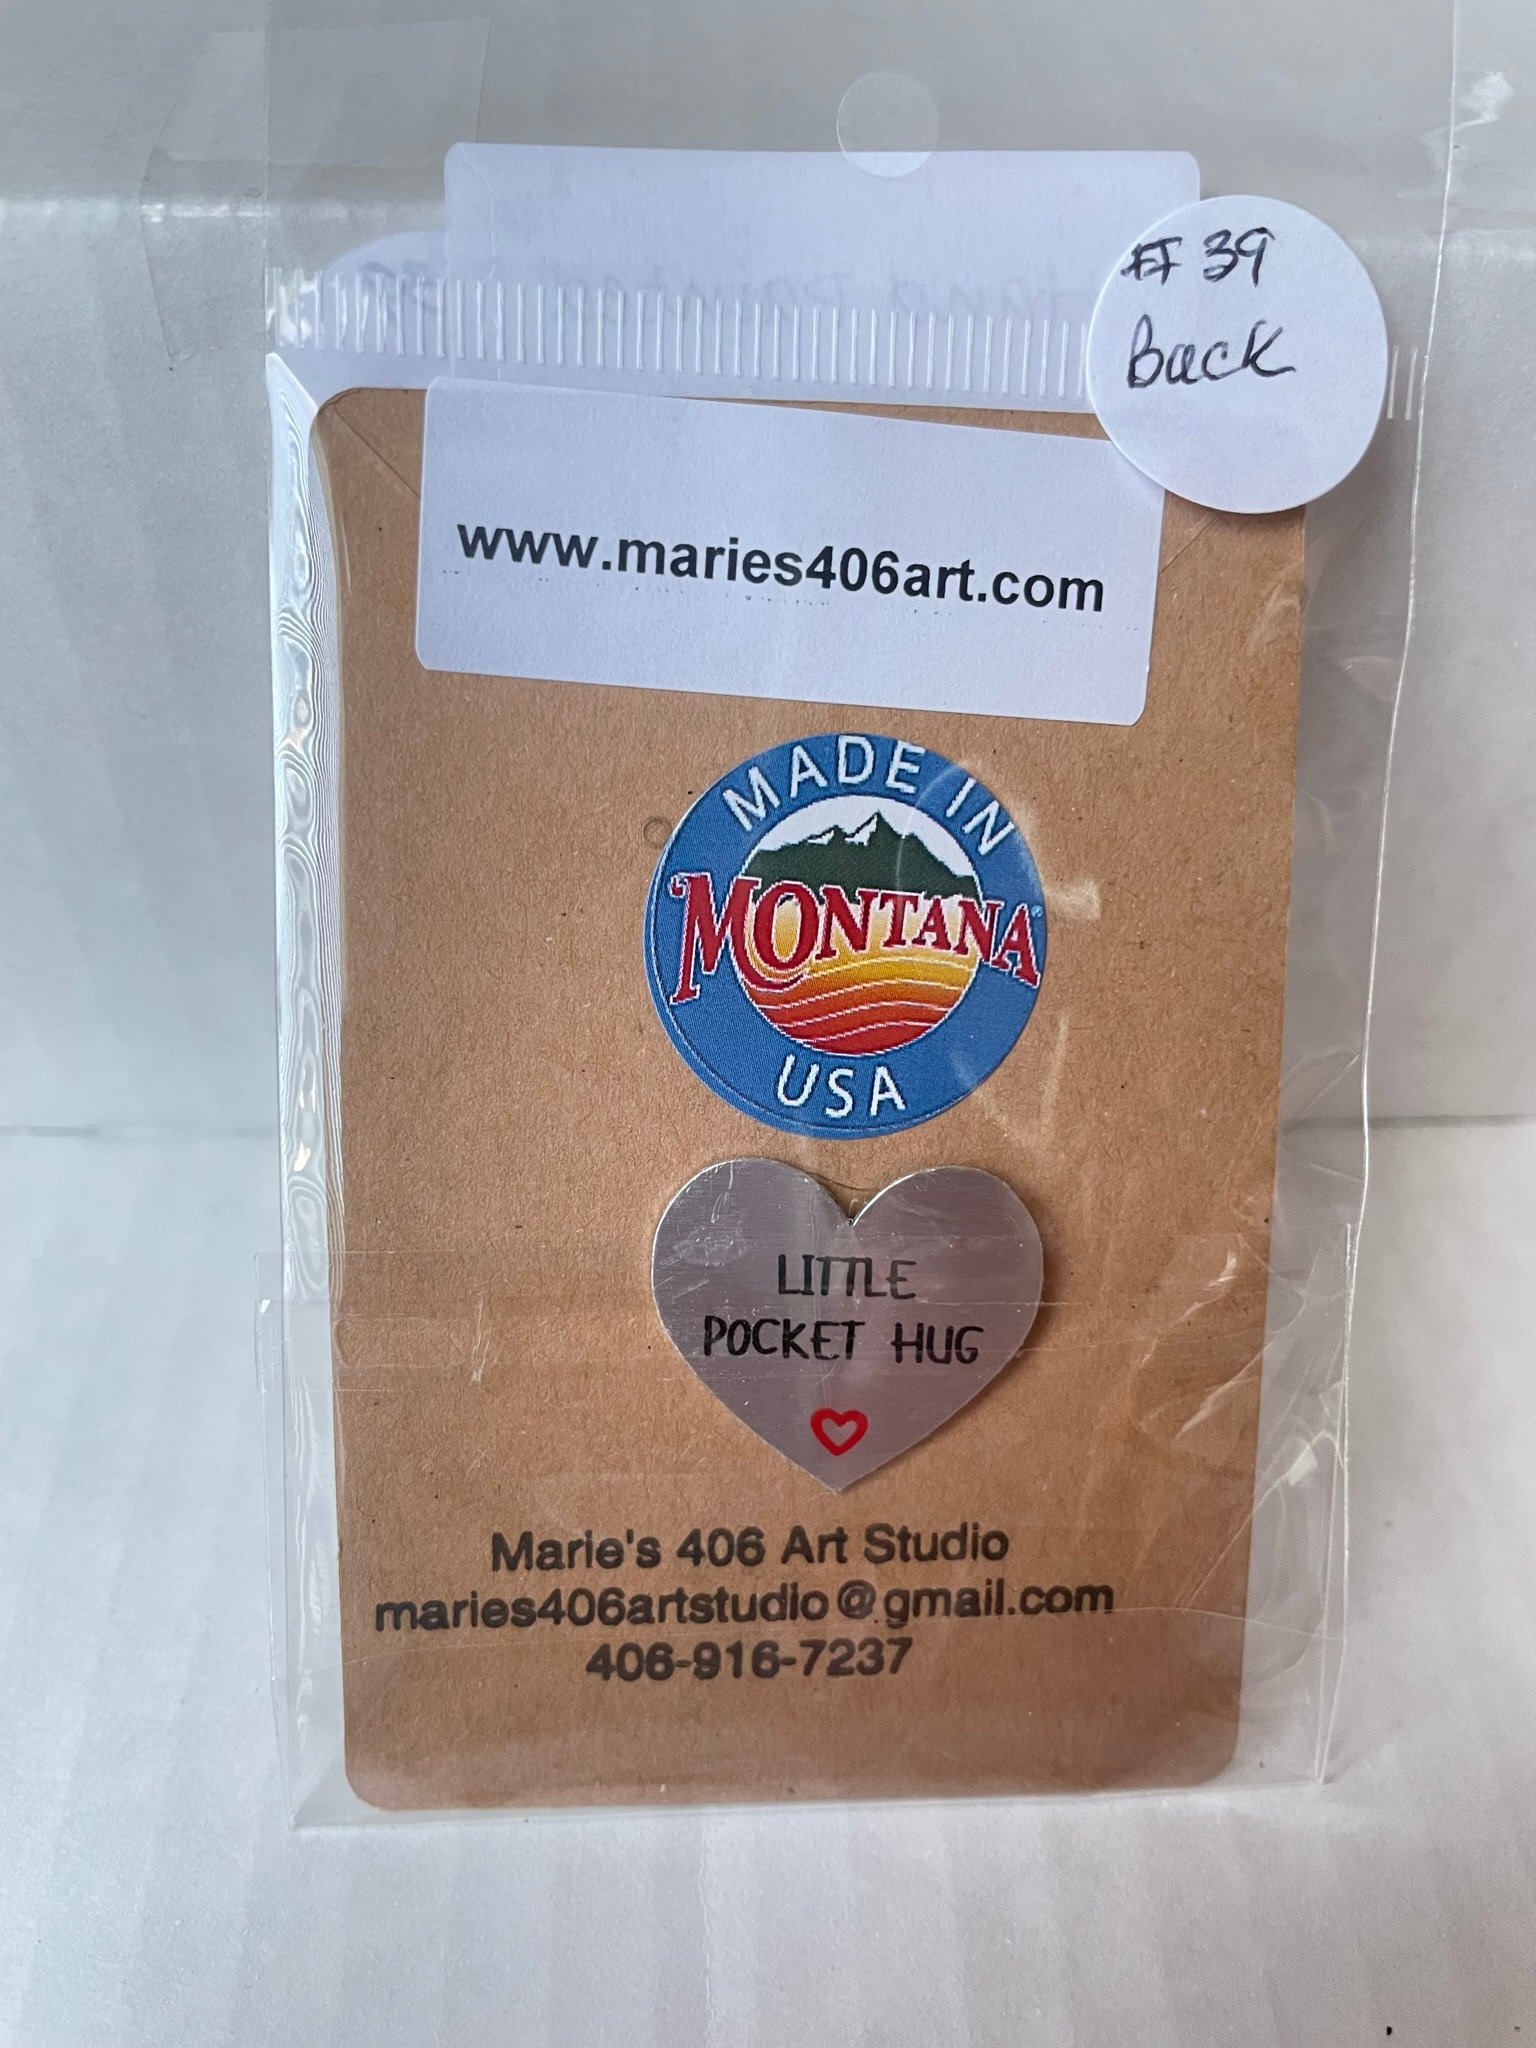 # 39
Back
www.maries406art.com
MADE IN
MONTANA
USA
LITTLE
POCKET HUG
Marie's 406 Art Studio
maries406artstudio@gmail.com
406-916-7237